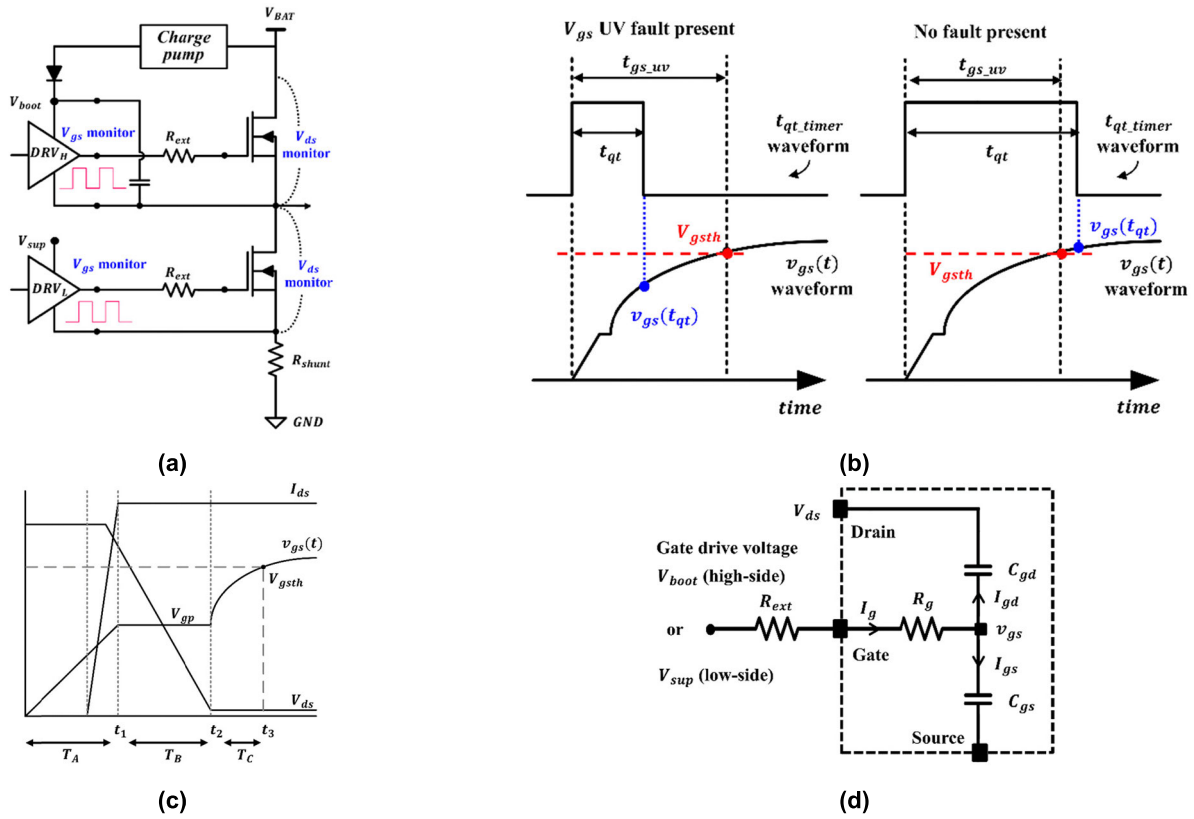 V_BAT
Charge
pump
V_boot
V_gs monitor
R_ext
DRV_H
V_ds
monitor
V_sup
V_gs monitor
R_ext
DRV_L
V_ds
monitor
R_shunt
GND
(a)
V_gs UV fault present
No fault present
t_gs_uv
t_gs_uv
t_qt
t_qt_timer
waveform
t_qt
t_qt_timer
waveform
V_gsth
v_gs(t_qt)
v_gs(t)
waveform
V_gsth
v_gs(t_qt)
v_gs(t)
waveform
time
time
(b)
I_ds
v_gs(t)
V_gsth
V_gp
V_ds
t_1
t_2
t_3
T_A
T_B
T_C
(c)
V_ds
Drain
Gate drive voltage
V_boot (high-side)
C_gd
R_ext
I_g
R_g
I_gd
or
v_gs
Gate
I_gs
V_sup (low-side)
C_gs
Source
(d)